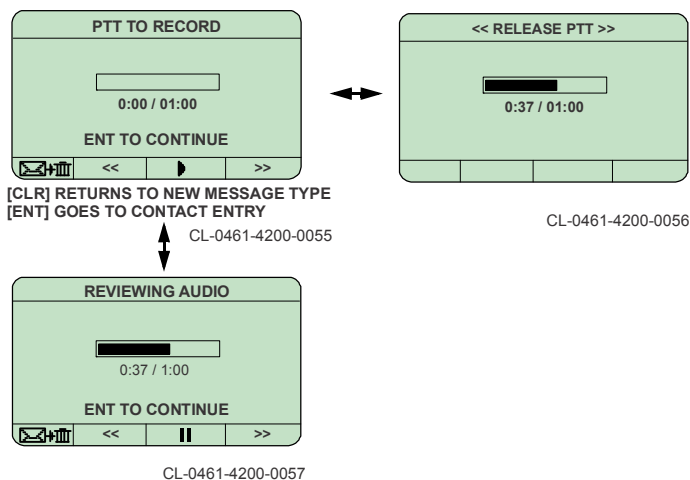 PTT TO RECORD
0:00 / 01:00
ENT TO CONTINUE
<< >>
[CLR] RETURNS TO NEW MESSAGE TYPE
[ENT] GOES TO CONTACT ENTRY
CL-0461-4200-0055
<< RELEASE PTT >>
0:37 / 01:00
CL-0461-4200-0056
REVIEWING AUDIO
0:37 / 1:00
ENT TO CONTINUE
<< >>
CL-0461-4200-0057